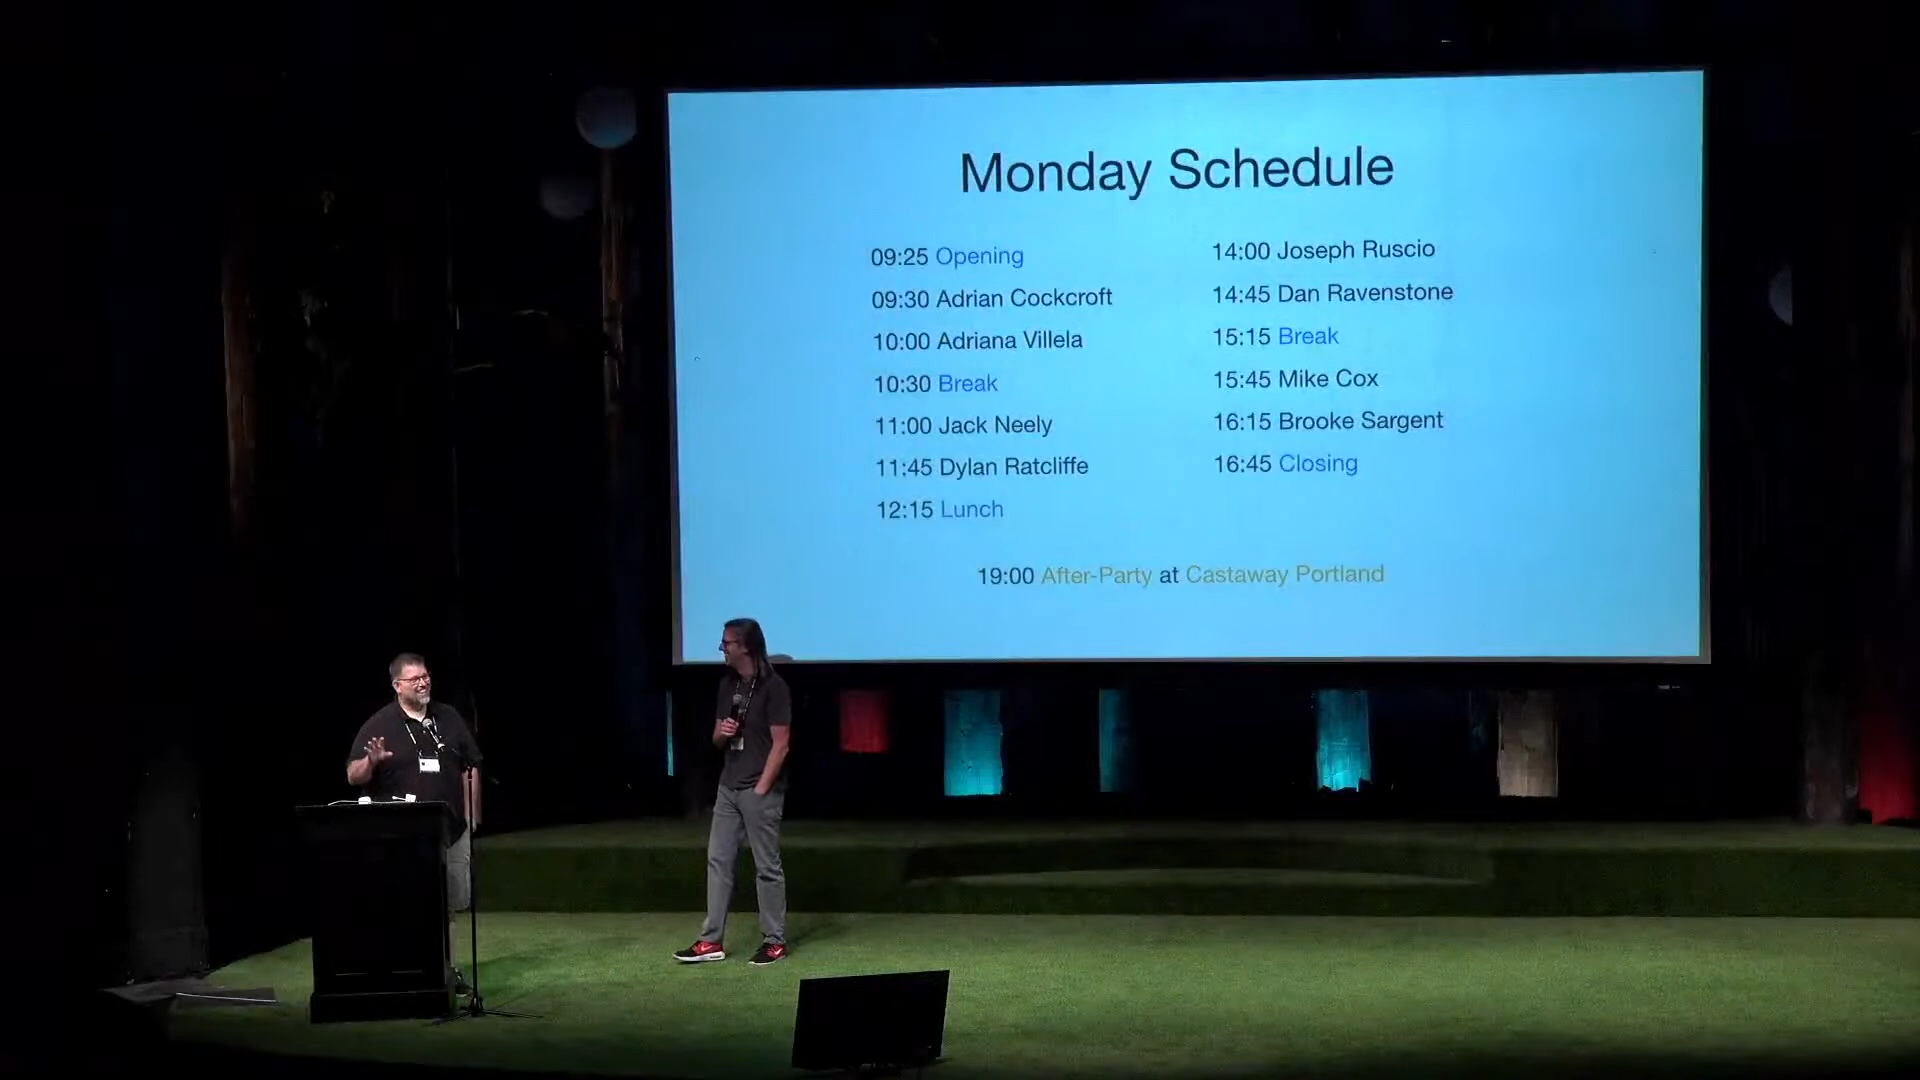 Monday Schedule
09:25 Opening
09:30 Adrian Cockcroft
10:00 Adriana Villela
10:30 Break
11:00 Jack Neely
11:45 Dylan Ratcliffe
12:15 Lunch
14:00 Joseph Ruscio
14:45 Dan Ravenstone
15:15 Break
15:45 Mike Cox
16:15 Brooke Sargent
16:45 Closing
19:00 After-Party at Castaway Portland